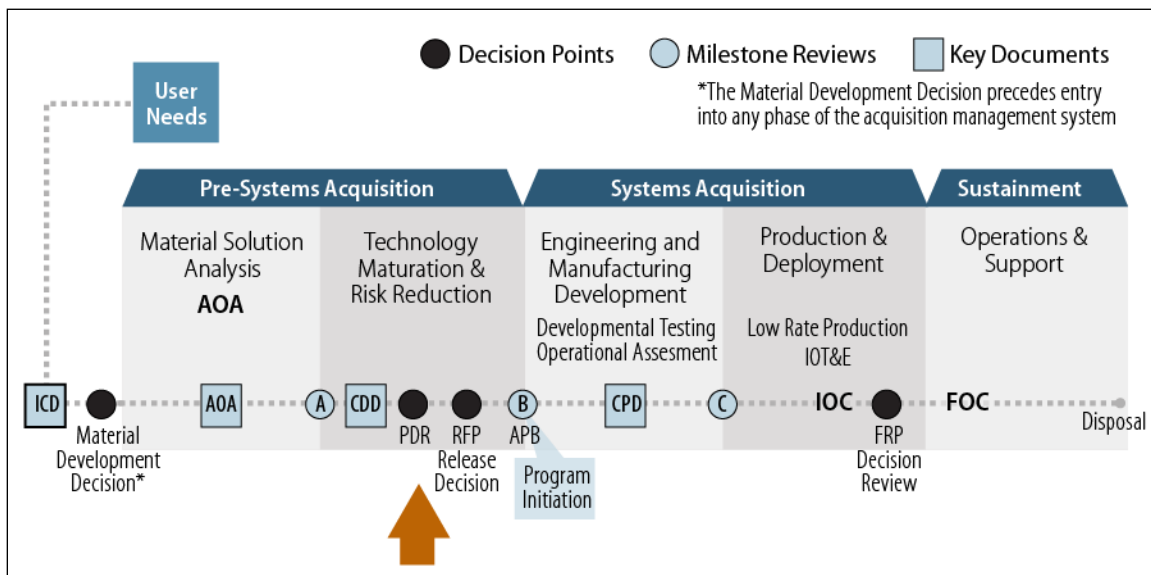 Decision Points
Milestone Reviews
Key Documents
*The Material Development Decision precedes entry
into any phase of the acquisition management system
User
Needs
Pre-Systems Acquisition
Systems Acquisition
Sustainment
Material Solution
Analysis
AOA
Technology
Maturation &
Risk Reduction
Engineering and
Manufacturing
Development
Developmental Testing
Operational Assesment
Production &
Deployment
Low Rate Production
IOT&E
Operations &
Support
ICD
AOA
A
CDD
B
CPD
C
IOC
FOC
Material
Development
Decision*
PDR
RFP
Release
Decision
APB
Program
Initiation
FRP
Decision
Review
Disposal